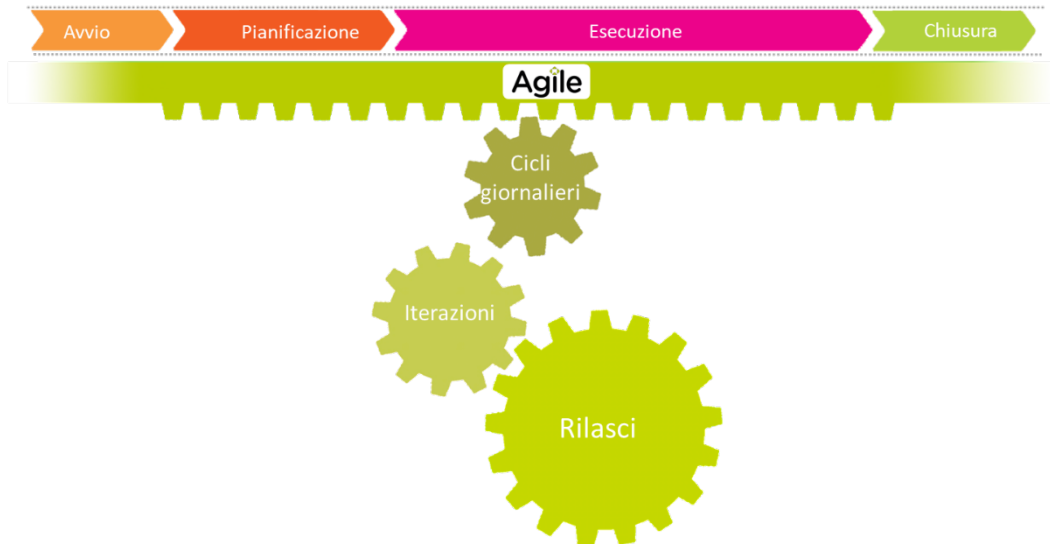 Avvio
Pianificazione
Esecuzione
Chiusura
Agile
Cicli
giornalieri
Iterazioni
Rilasci